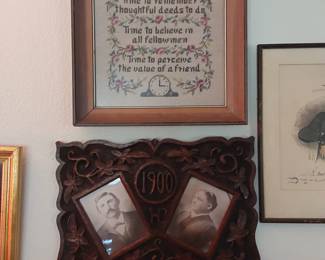 Time to remember
thoughtful deeds to do
Time to believe in
all fellowmen
Time to perceive
the value of a friend
1900